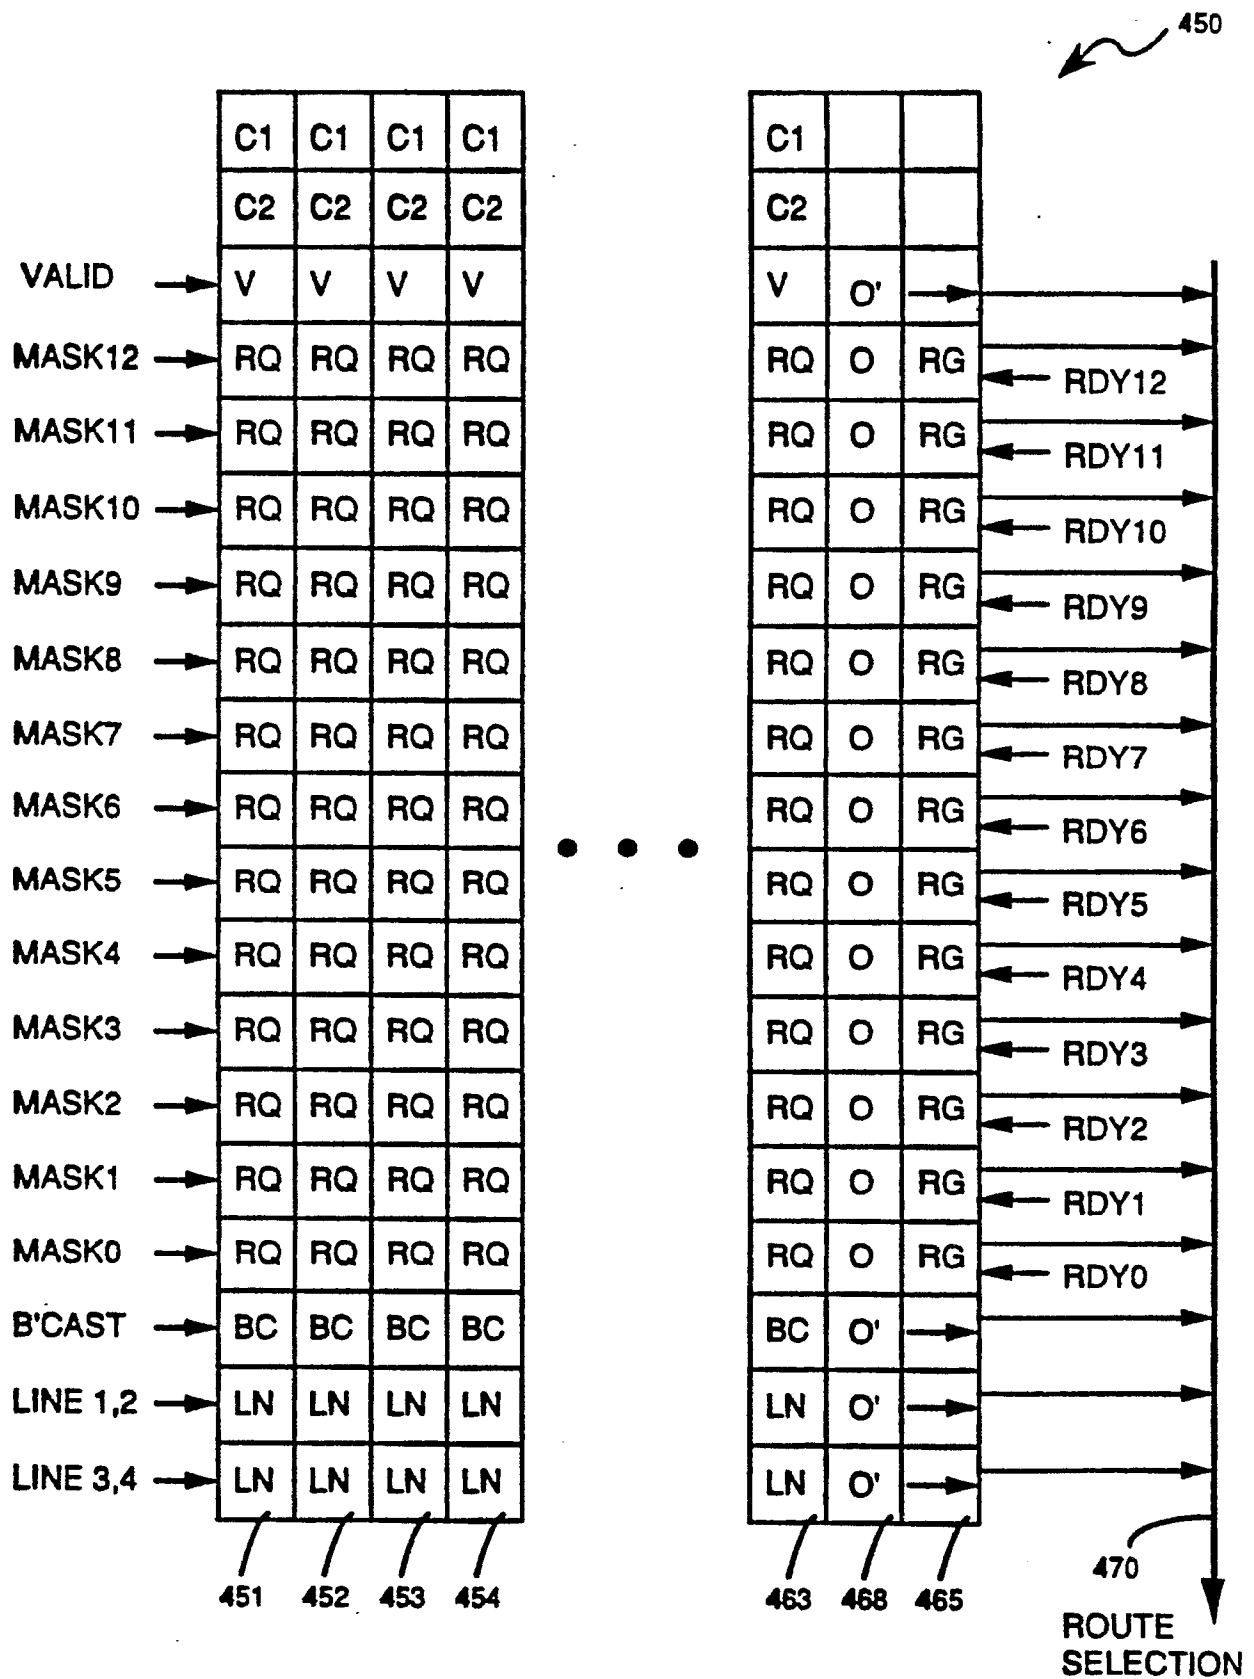 450
C1 C1 C1 C1 C1
C2 C2 C2 C2 C2
VALID V V V V V O'
MASK12 RQ RQ RQ RQ RQ O RG RDY12
MASK11 RQ RQ RQ RQ RQ O RG RDY11
MASK10 RQ RQ RQ RQ RQ O RG RDY10
MASK9 RQ RQ RQ RQ RQ O RG RDY9
MASK8 RQ RQ RQ RQ RQ O RG RDY8
MASK7 RQ RQ RQ RQ RQ O RG RDY7
MASK6 RQ RQ RQ RQ RQ O RG RDY6
MASK5 RQ RQ RQ RQ RQ O RG RDY5
MASK4 RQ RQ RQ RQ RQ O RG RDY4
MASK3 RQ RQ RQ RQ RQ O RG RDY3
MASK2 RQ RQ RQ RQ RQ O RG RDY2
MASK1 RQ RQ RQ RQ RQ O RG RDY1
MASK0 RQ RQ RQ RQ RQ O RG RDY0
B'CAST BC BC BC BC BC O'
LINE 1,2 LN LN LN LN LN O'
LINE 3,4 LN LN LN LN LN O'
451 452 453 454 463 468 465 470
ROUTE
SELECTION